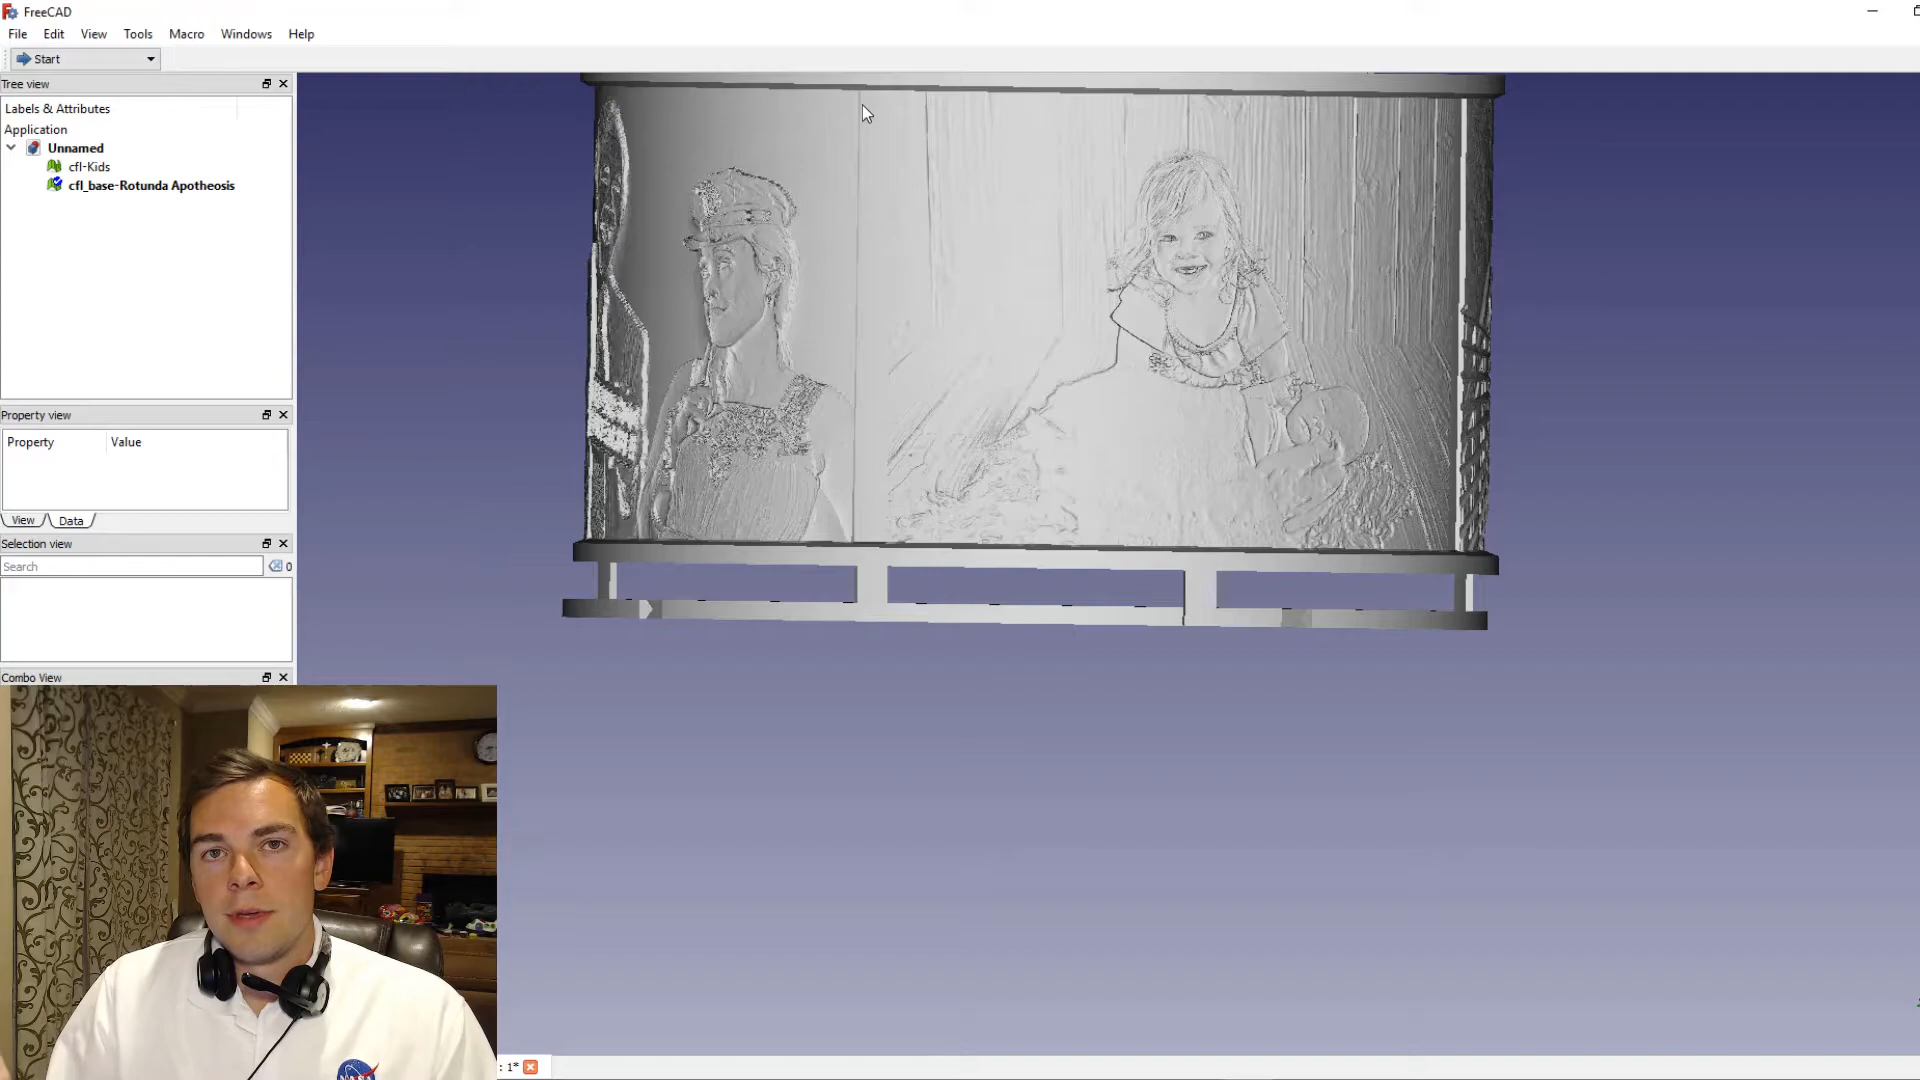 FreeCAD
File Edit View Tools Macro Windows Help
Start
Tree view
Labels & Attributes
Application
Unnamed
cfl-Kids
cfl_base-Rotunda Apotheosis
Property view
Property Value
View Data
Selection view
Search 0
Combo View
NASA
: 1*